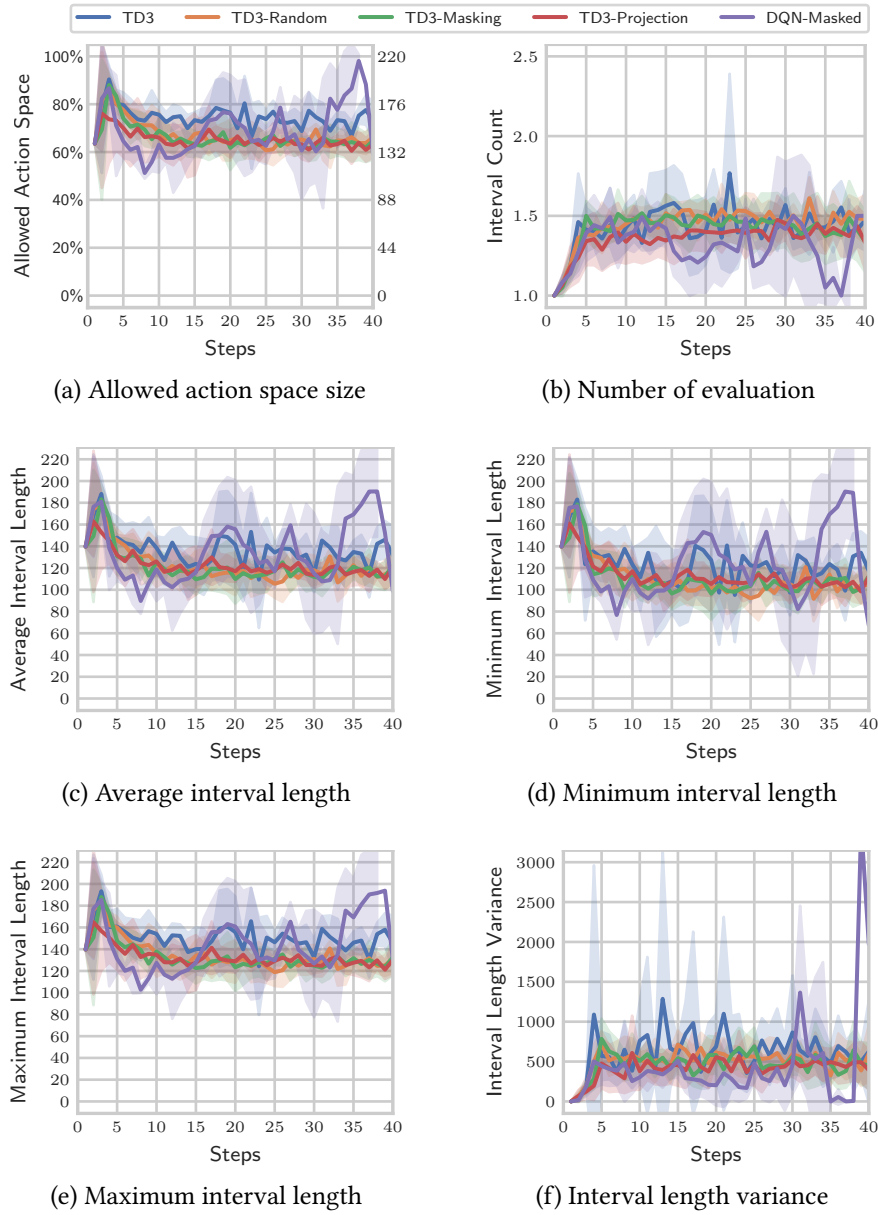 TD3 TD3-Random TD3-Masking TD3-Projection DQN-Masked
100%
80%
60%
40%
20%
0%
220
176
132
88
44
0
Allowed Action Space
0 5 10 15 20 25 30 35 40
Steps
(a) Allowed action space size
2.5
2.0
1.5
1.0
Interval Count
0 5 10 15 20 25 30 35 40
Steps
(b) Number of evaluation
220
200
180
160
140
120
100
80
60
40
20
0
Average Interval Length
0 5 10 15 20 25 30 35 40
Steps
(c) Average interval length
220
200
180
160
140
120
100
80
60
40
20
0
Minimum Interval Length
0 5 10 15 20 25 30 35 40
Steps
(d) Minimum interval length
220
200
180
160
140
120
100
80
60
40
20
0
Maximum Interval Length
0 5 10 15 20 25 30 35 40
Steps
(e) Maximum interval length
3000
2500
2000
1500
1000
500
0
Interval Length Variance
0 5 10 15 20 25 30 35 40
Steps
(f) Interval length variance